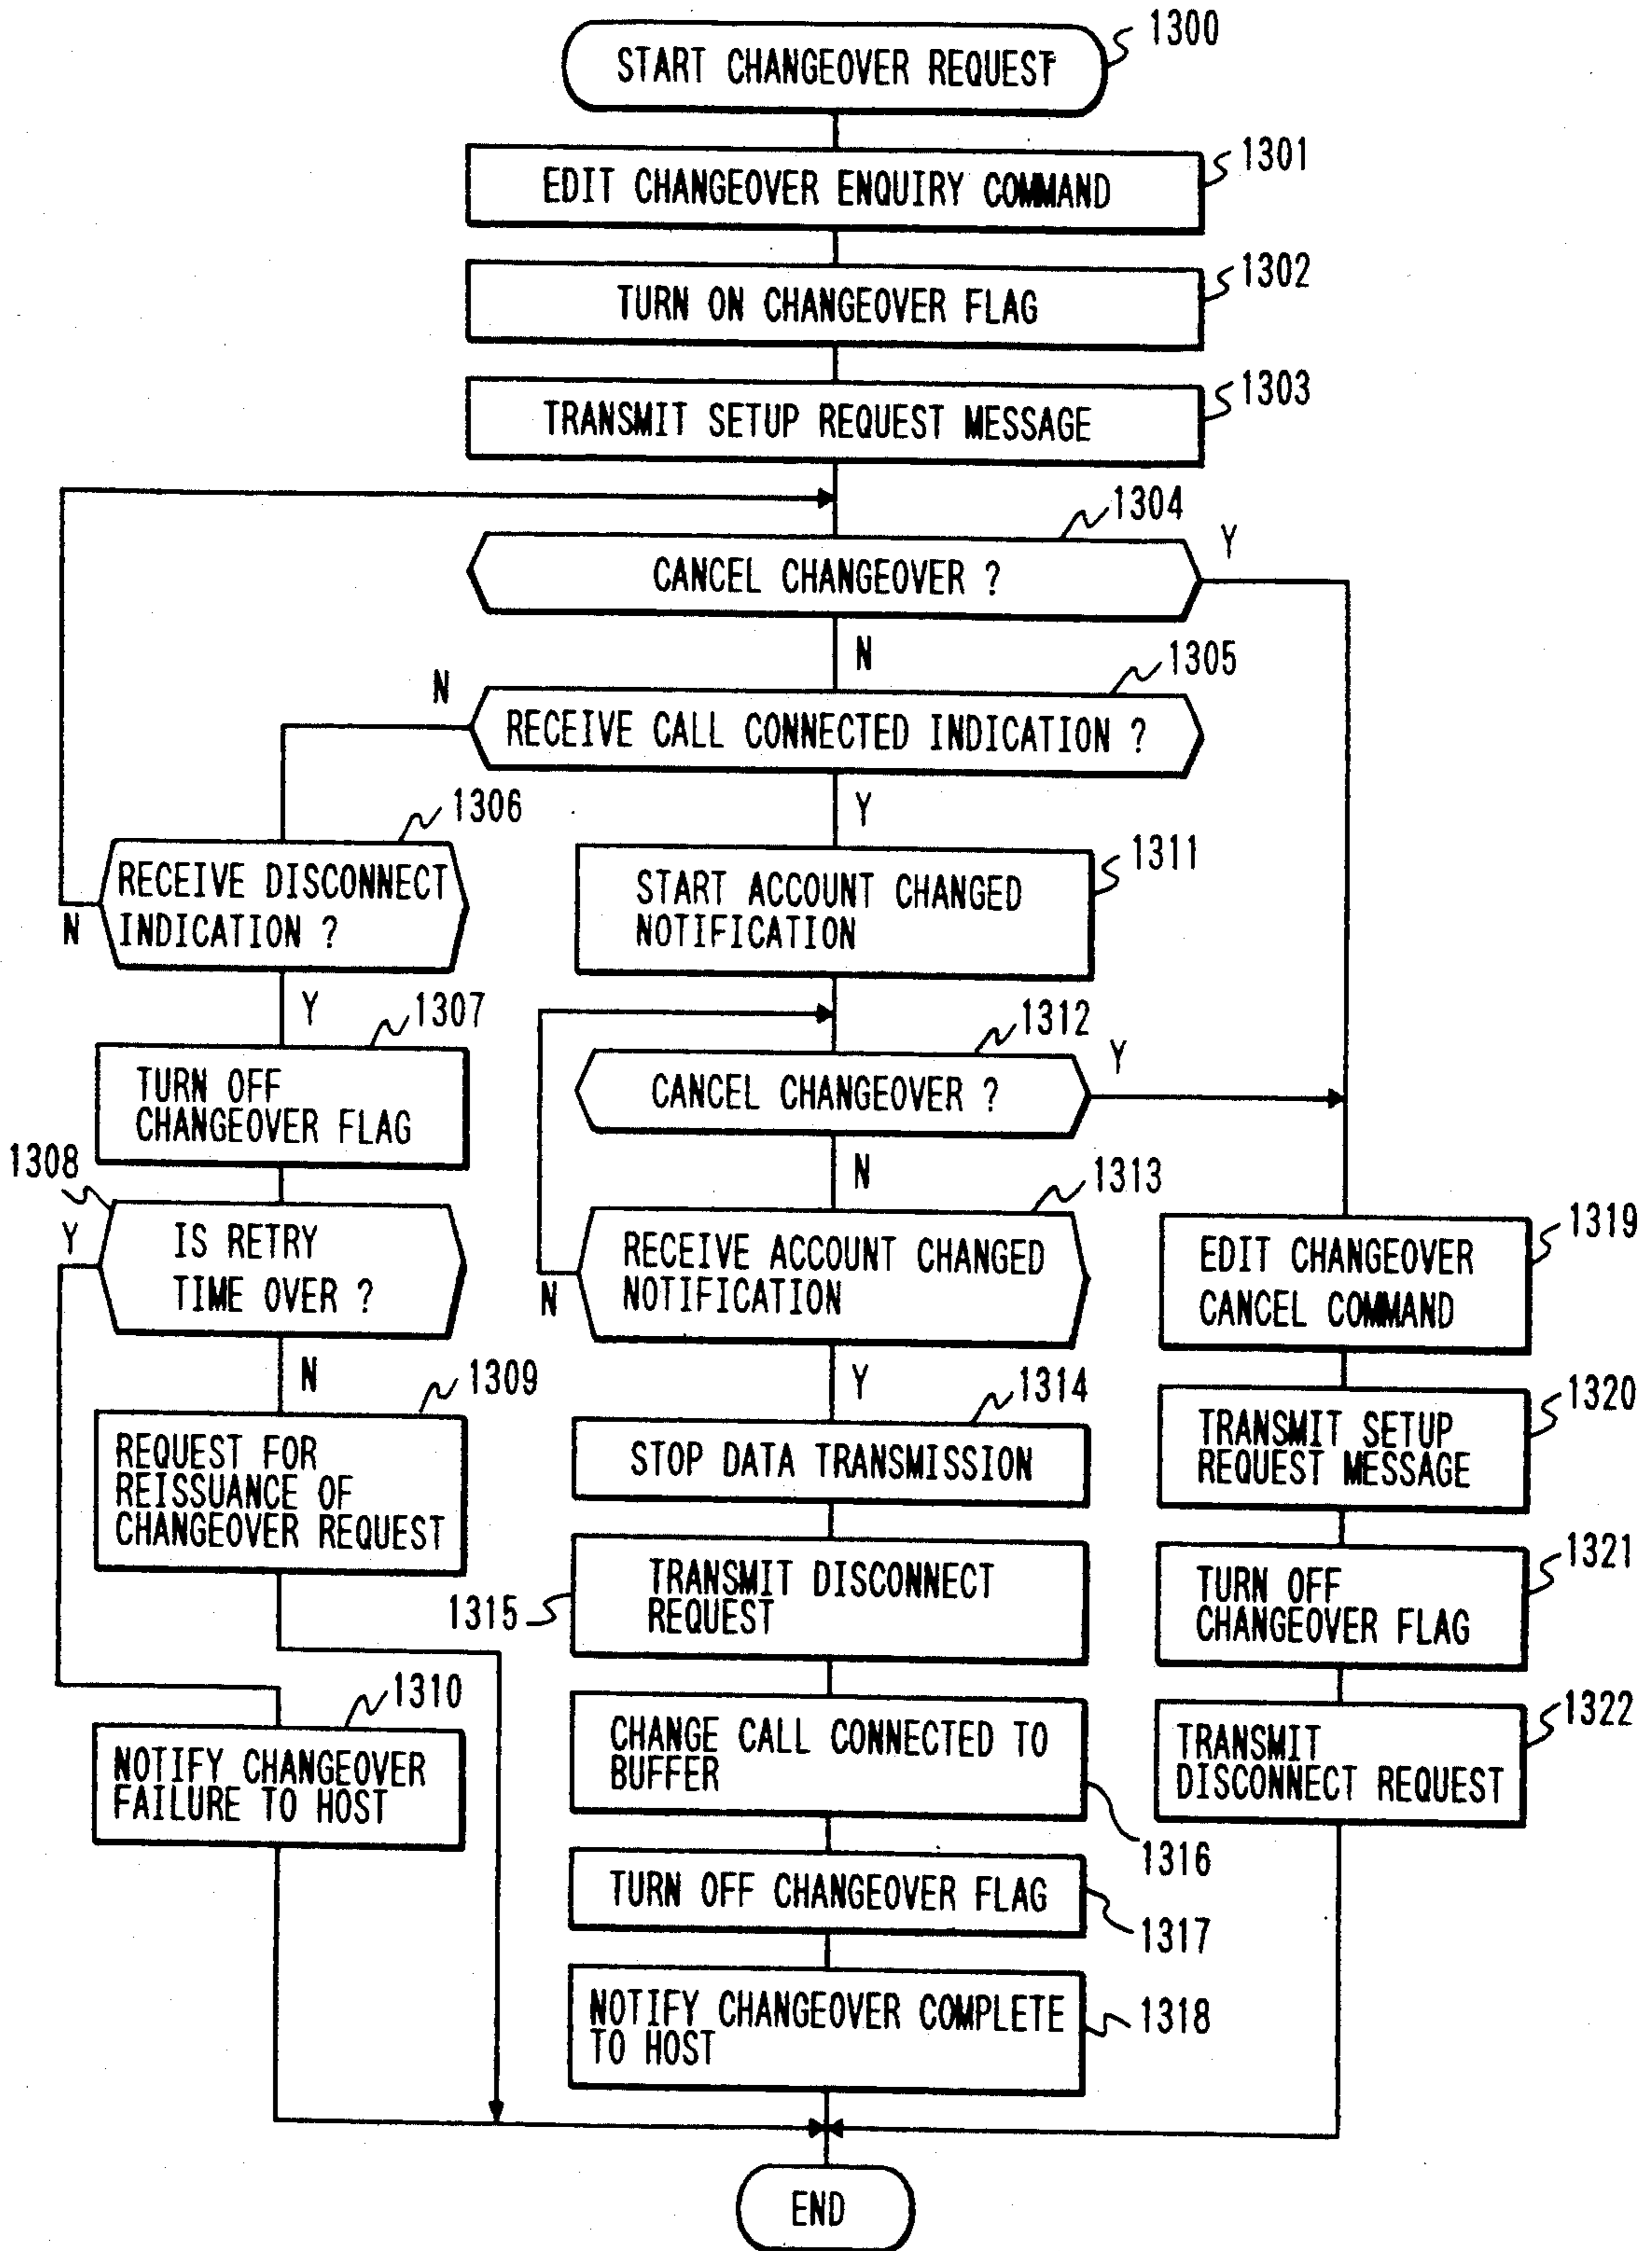 1300
START CHANGEOVER REQUEST
1301
EDIT CHANGEOVER ENQUIRY COMMAND
1302
TURN ON CHANGEOVER FLAG
1303
TRANSMIT SETUP REQUEST MESSAGE
1304
CANCEL CHANGEOVER ?
Y
N
1305
N
RECEIVE CALL CONNECTED INDICATION ?
Y
1306
RECEIVE DISCONNECT
INDICATION ?
N
Y
1311
START ACCOUNT CHANGED
NOTIFICATION
1307
TURN OFF
CHANGEOVER FLAG
1312
CANCEL CHANGEOVER ?
Y
N
1308
Y
IS RETRY
TIME OVER ?
N
1313
RECEIVE ACCOUNT CHANGED
NOTIFICATION
N
Y
1319
EDIT CHANGEOVER
CANCEL COMMAND
1309
REQUEST FOR
REISSUANCE OF
CHANGEOVER REQUEST
1314
STOP DATA TRANSMISSION
1320
TRANSMIT SETUP
REQUEST MESSAGE
1315
TRANSMIT DISCONNECT
REQUEST
1321
TURN OFF
CHANGEOVER FLAG
1310
NOTIFY CHANGEOVER
FAILURE TO HOST
CHANGE CALL CONNECTED TO
BUFFER
1316
1322
TRANSMIT
DISCONNECT REQUEST
TURN OFF CHANGEOVER FLAG
1317
NOTIFY CHANGEOVER COMPLETE
TO HOST
1318
END